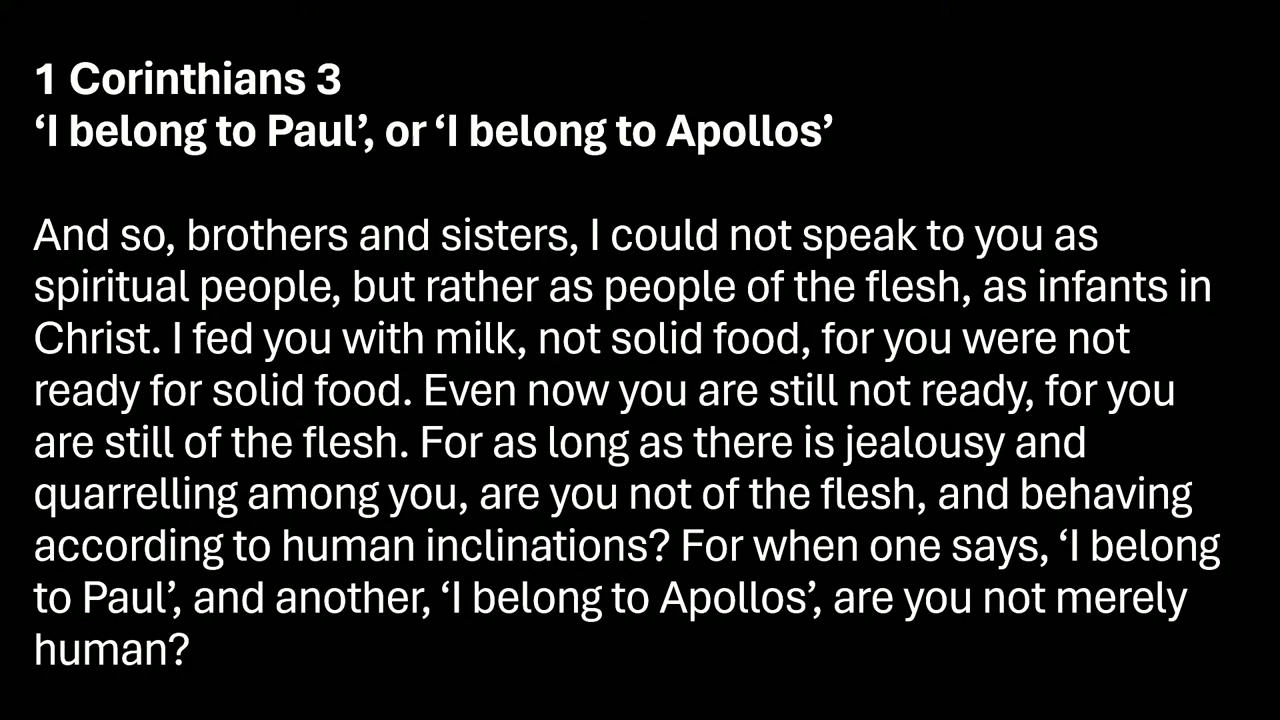 1 Corinthians 3
‘I belong to Paul’, or ‘I belong to Apollos’
And so, brothers and sisters, I could not speak to you as
spiritual people, but rather as people of the flesh, as infants in
Christ. I fed you with milk, not solid food, for you were not
ready for solid food. Even now you are still not ready, for you
are still of the flesh. For as long as there is jealousy and
quarrelling among you, are you not of the flesh, and behaving
according to human inclinations? For when one says, ‘I belong
to Paul’, and another, ‘I belong to Apollos’, are you not merely
human?